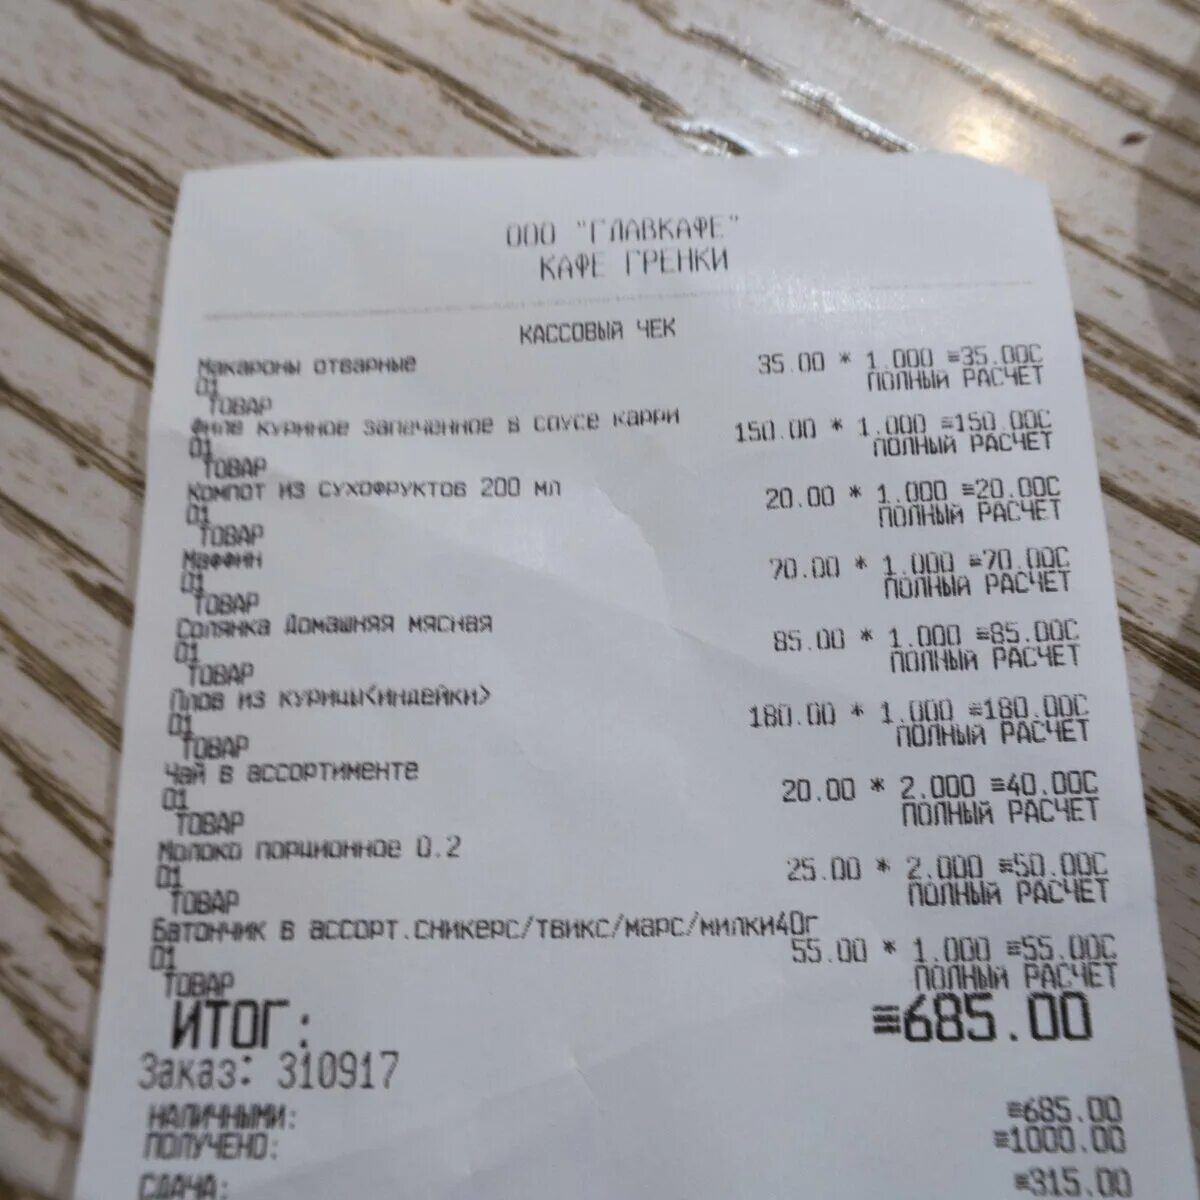 ООО "ГЛАВКАФЕ"
КАФЕ ГРЕНКИ
КАССОВЫЙ ЧЕК
Макароны отварные 35.00 * 1.000 ≡35.00С
01 ПОЛНЫЙ РАСЧЕТ
ТОВАР
Филе куриное запеченное в соусе карри 150.00 * 1.000 ≡150.00С
01 ПОЛНЫЙ РАСЧЕТ
ТОВАР
Компот из сухофруктов 200 мл 20.00 * 1.000 ≡20.00С
01 ПОЛНЫЙ РАСЧЕТ
ТОВАР
Маффин 70.00 * 1.000 ≡70.00С
01 ПОЛНЫЙ РАСЧЕТ
ТОВАР
Солянка Домашняя мясная 85.00 * 1.000 ≡85.00С
01 ПОЛНЫЙ РАСЧЕТ
ТОВАР
Плов из курицы<индейки> 180.00 * 1.000 ≡180.00С
01 ПОЛНЫЙ РАСЧЕТ
ТОВАР
Чай в ассортименте 20.00 * 2.000 ≡40.00С
01 ПОЛНЫЙ РАСЧЕТ
ТОВАР
Молоко порционное 0.2 25.00 * 2.000 ≡50.00С
01 ПОЛНЫЙ РАСЧЕТ
ТОВАР
Батончик в ассорт.сникерс/твикс/марс/милки40г
01 55.00 * 1.000 ≡55.00С
ТОВАР ПОЛНЫЙ РАСЧЕТ
ИТОГ: ≡685.00
Заказ: 310917
НАЛИЧНЫМИ: ≡685.00
ПОЛУЧЕНО: ≡1000.00
СДАЧА: ≡315.00